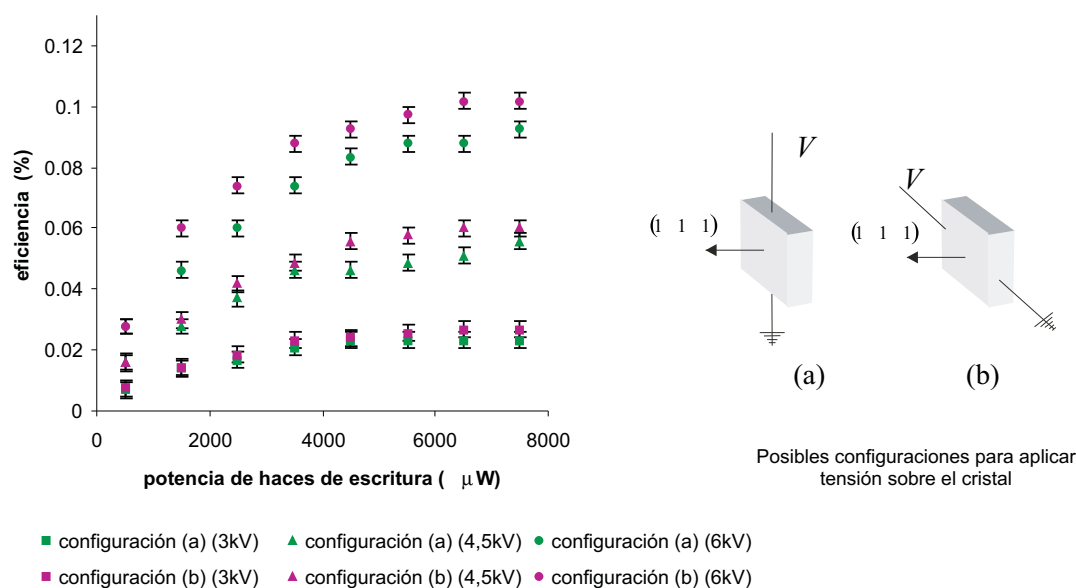 0.12
0.1
0.08
0.06
0.04
0.02
0
eficiencia (%)
0 2000 4000 6000 8000
potencia de haces de escritura ( μW)
V
(1 1 1)
(a)
V
(1 1 1)
(b)
Posibles configuraciones para aplicar
tensión sobre el cristal
configuración (a) (3kV) configuración (a) (4,5kV) configuración (a) (6kV)
configuración (b) (3kV) configuración (b) (4,5kV) configuración (b) (6kV)